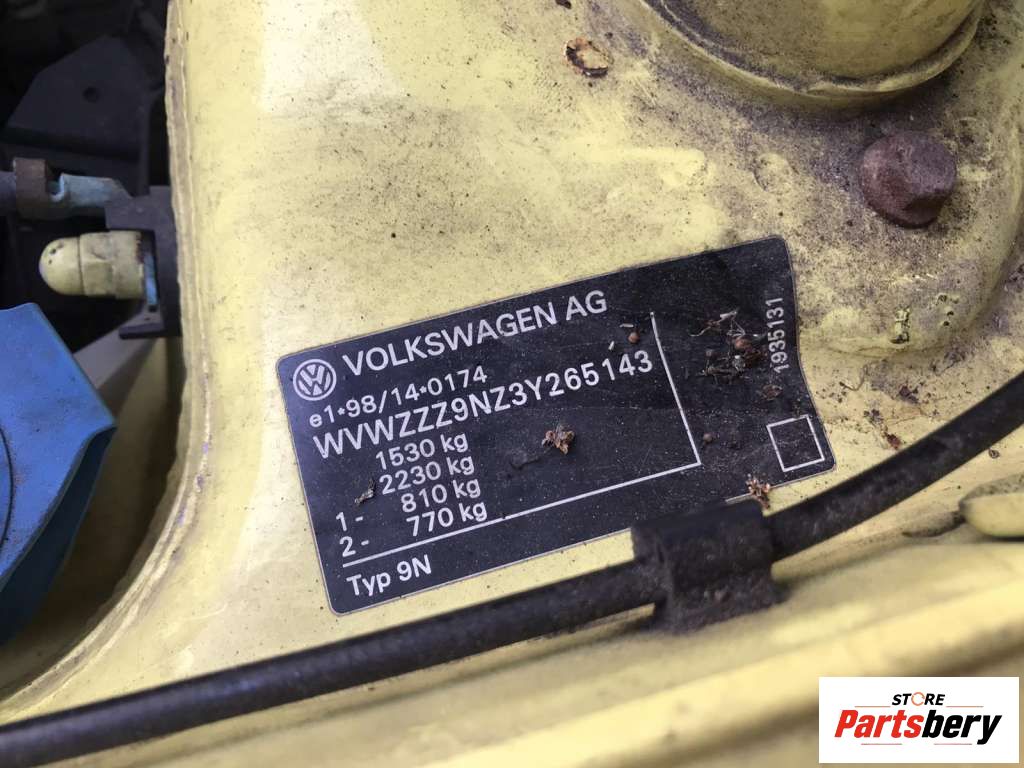 VOLKSWAGEN AG
e1*98/14*0174
WVWZZZ9NZ3Y265143
1530 kg
2230 kg
1- 810 kg
2- 770 kg
Typ 9N
1935131
STORE
Partsbery